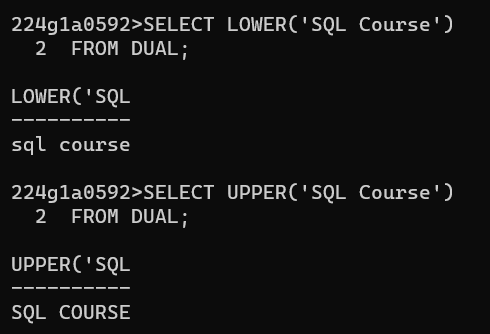 224g1a0592>SELECT LOWER('SQL Course')
  2  FROM DUAL;

LOWER('SQL
----------
sql course

224g1a0592>SELECT UPPER('SQL Course')
  2  FROM DUAL;

UPPER('SQL
----------
SQL COURSE